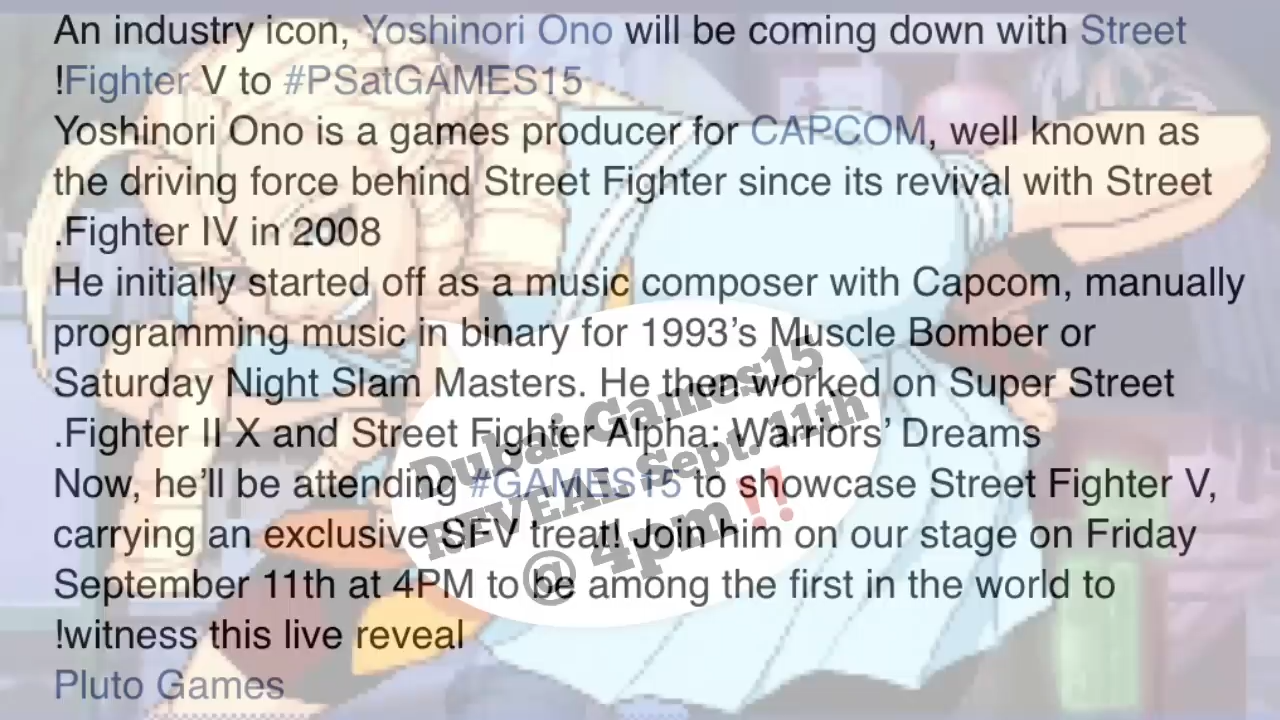 An industry icon, Yoshinori Ono will be coming down with Street
!Fighter V to #PSatGAMES15
Yoshinori Ono is a games producer for CAPCOM, well known as
the driving force behind Street Fighter since its revival with Street
.Fighter IV in 2008
He initially started off as a music composer with Capcom, manually
programming music in binary for 1993’s Muscle Bomber or
Saturday Night Slam Masters. He then worked on Super Street
.Fighter II X and Street Fighter Alpha: Warriors’ Dreams
Now, he’ll be attending #GAMES15 to showcase Street Fighter V,
carrying an exclusive SFV treat! Join him on our stage on Friday
September 11th at 4PM to be among the first in the world to
!witness this live reveal
Pluto Games
Dubai Games15
REVEAL Sept. 11th
@ 4pm‼️